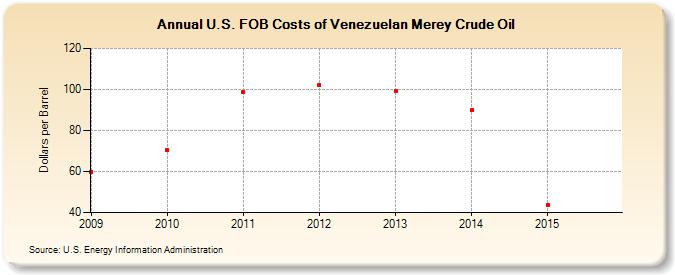 Annual U.S. FOB Costs of Venezuelan Merey Crude Oil
Dollars per Barrel
120
100
80
60
40
2009 2010 2011 2012 2013 2014 2015
Source: U.S. Energy Information Administration